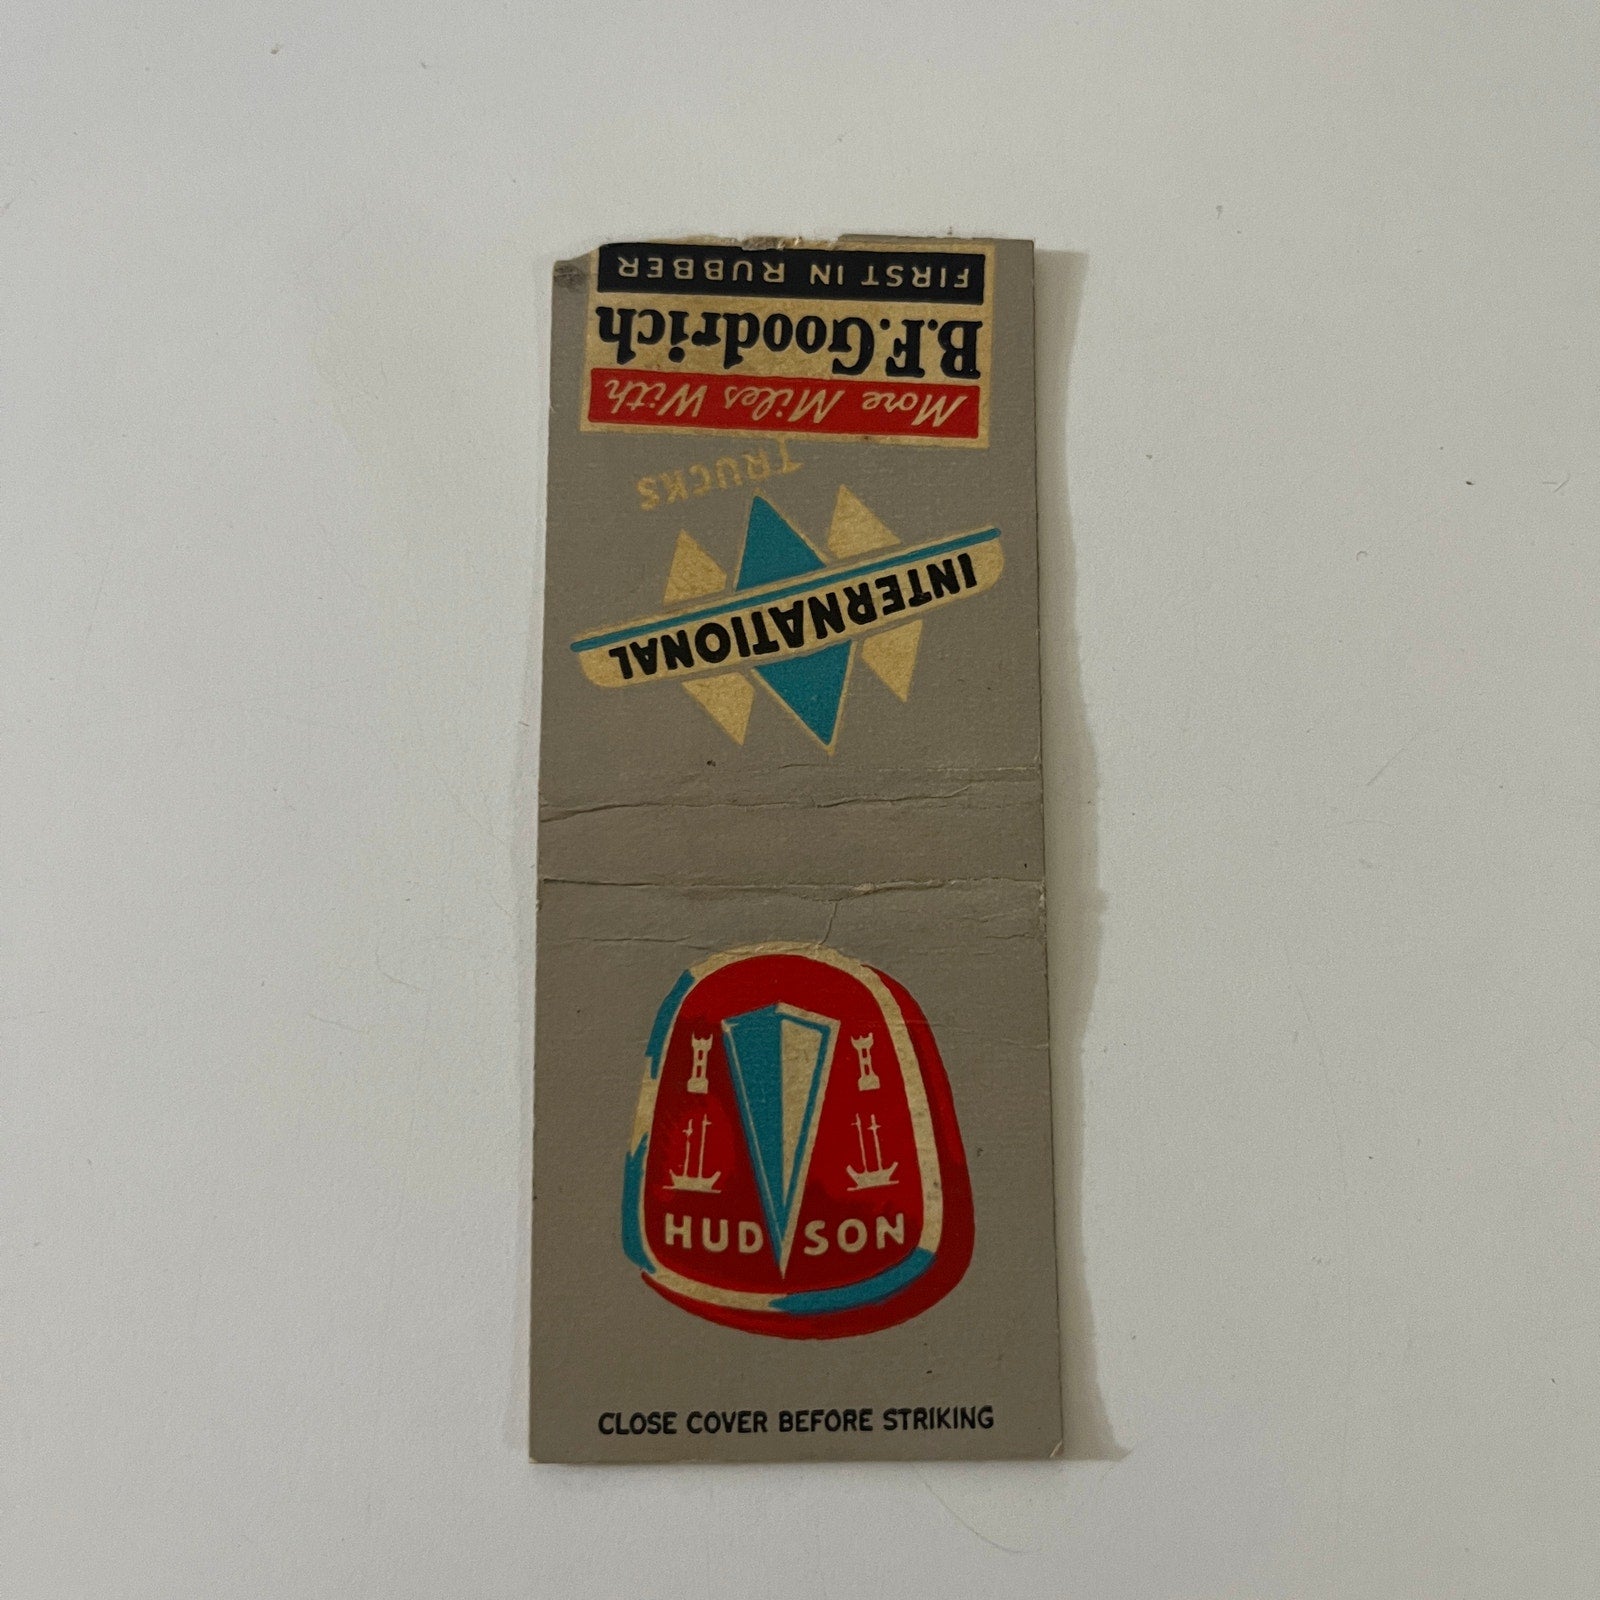 FIRST IN RUBBER
B.F. Goodrich
More Miles With
TRUCKS
INTERNATIONAL
HUDSON
CLOSE COVER BEFORE STRIKING